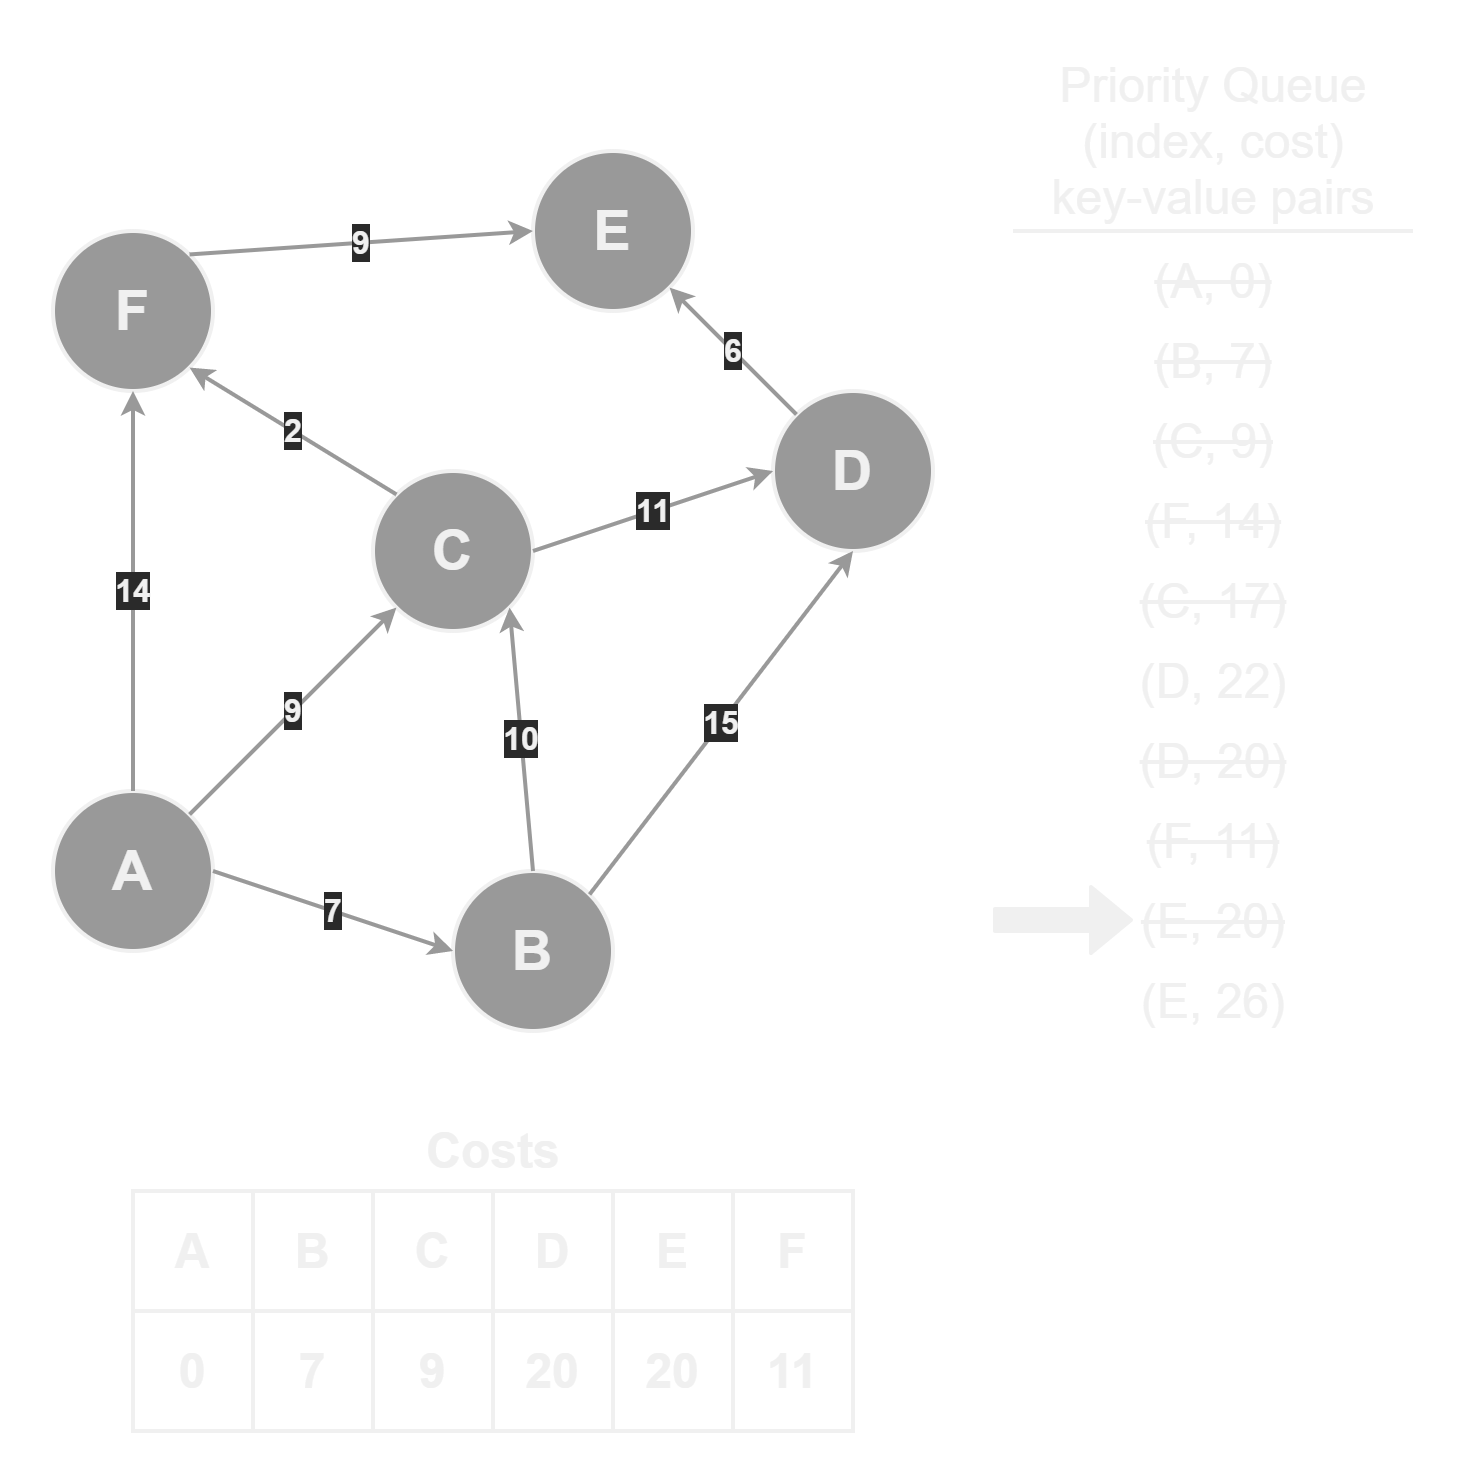 Priority Queue
(index, cost)
key-value pairs
(A, 0)
(B, 7)
(C, 9)
(F, 14)
(C, 17)
(D, 22)
(D, 20)
(F, 11)
(E, 20)
(E, 26)
E
9
F
6
2
D
11
C
14
9
10
15
A
7
B
Costs
A B C D E F
0 7 9 20 20 11